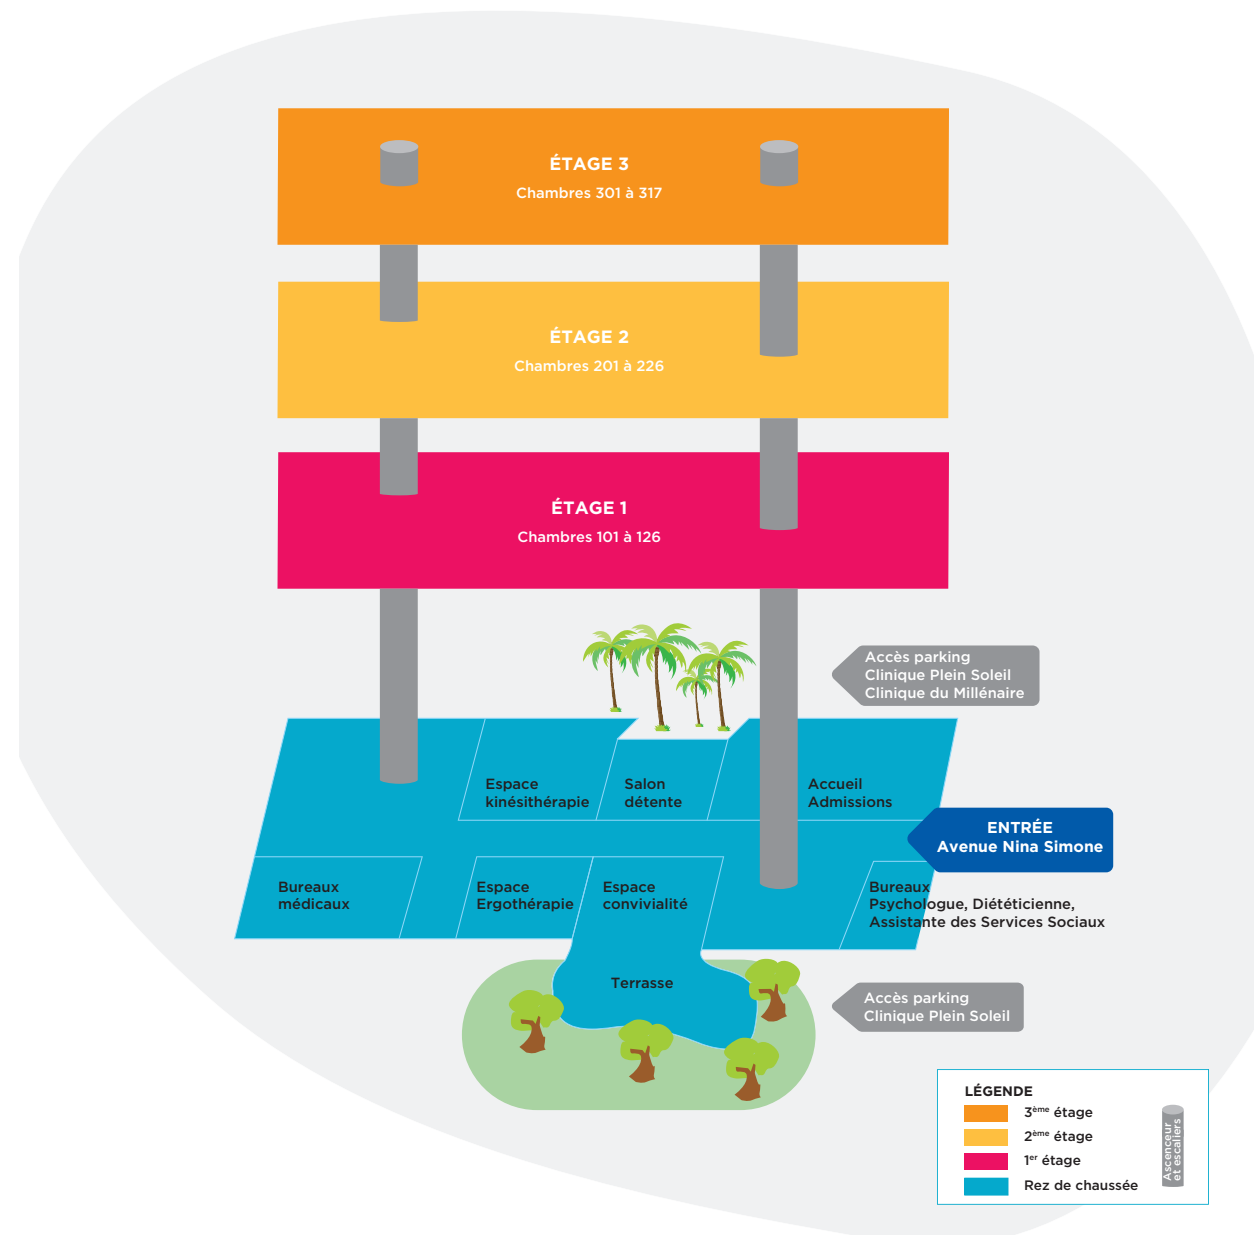 ÉTAGE 3
Chambres 301 à 317
ÉTAGE 2
Chambres 201 à 226
ÉTAGE 1
Chambres 101 à 126
Accès parking
Clinique Plein Soleil
Clinique du Millénaire
Espace
kinésithérapie
Salon
détente
Accueil
Admissions
ENTRÉE
Avenue Nina Simone
Bureaux
médicaux
Espace
Ergothérapie
Espace
convivialité
Bureaux
Psychologue, Diététicienne,
Assistante des Services Sociaux
Terrasse
Accès parking
Clinique Plein Soleil
LÉGENDE
3ème étage
2ème étage
1er étage
Rez de chaussée
Ascenceur
et escaliers